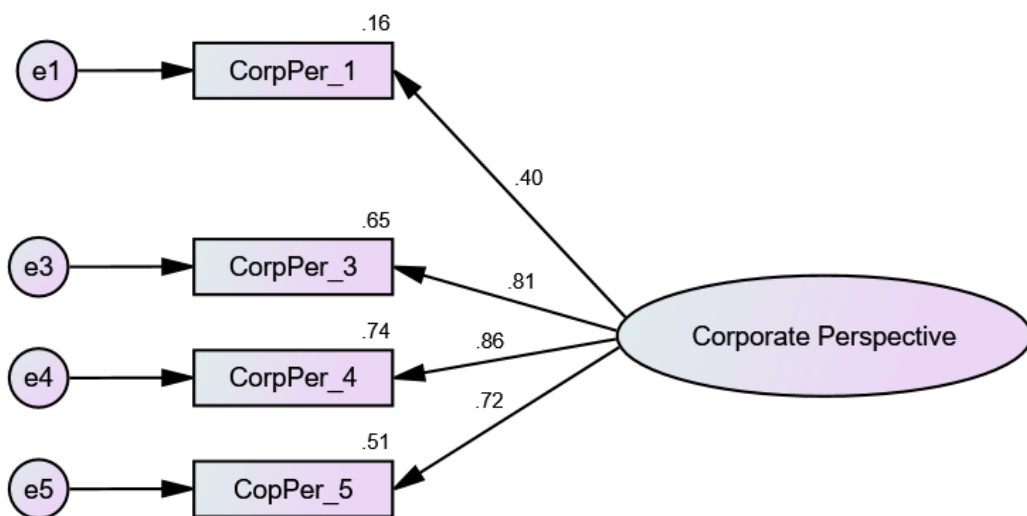 .16
e1
CorpPer_1
.40
.65
e3
CorpPer_3
.81
Corporate Perspective
.74
e4
CorpPer_4
.86
.72
.51
e5
CopPer_5